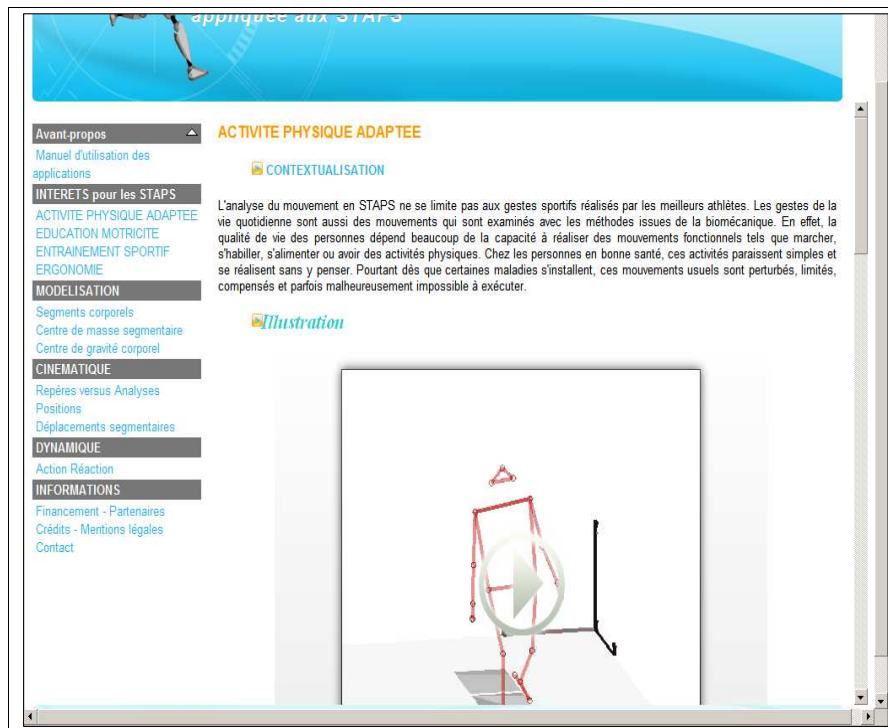 appliquée aux STAPS
Avant-propos
Manuel d'utilisation des
applications
INTERETS pour les STAPS
ACTIVITE PHYSIQUE ADAPTEE
EDUCATION MOTRICITE
ENTRAINEMENT SPORTIF
ERGONOMIE
MODELISATION
Segments corporels
Centre de masse segmentaire
Centre de gravité corporel
CINEMATIQUE
Repères versus Analyses
Positions
Déplacements segmentaires
DYNAMIQUE
Action Réaction
INFORMATIONS
Financement - Partenaires
Crédits - Mentions légales
Contact
ACTIVITE PHYSIQUE ADAPTEE
CONTEXTUALISATION
L'analyse du mouvement en STAPS ne se limite pas aux gestes sportifs réalisés par les meilleurs athlètes. Les gestes de la
vie quotidienne sont aussi des mouvements qui sont examinés avec les méthodes issues de la biomécanique. En effet, la
qualité de vie des personnes dépend beaucoup de la capacité à réaliser des mouvements fonctionnels tels que marcher,
s'habiller, s'alimenter ou avoir des activités physiques. Chez les personnes en bonne santé, ces activités paraissent simples et
se réalisent sans y penser. Pourtant dès que certaines maladies s'installent, ces mouvements usuels sont perturbés, limités,
compensés et parfois malheureusement impossible à exécuter.
Illustration